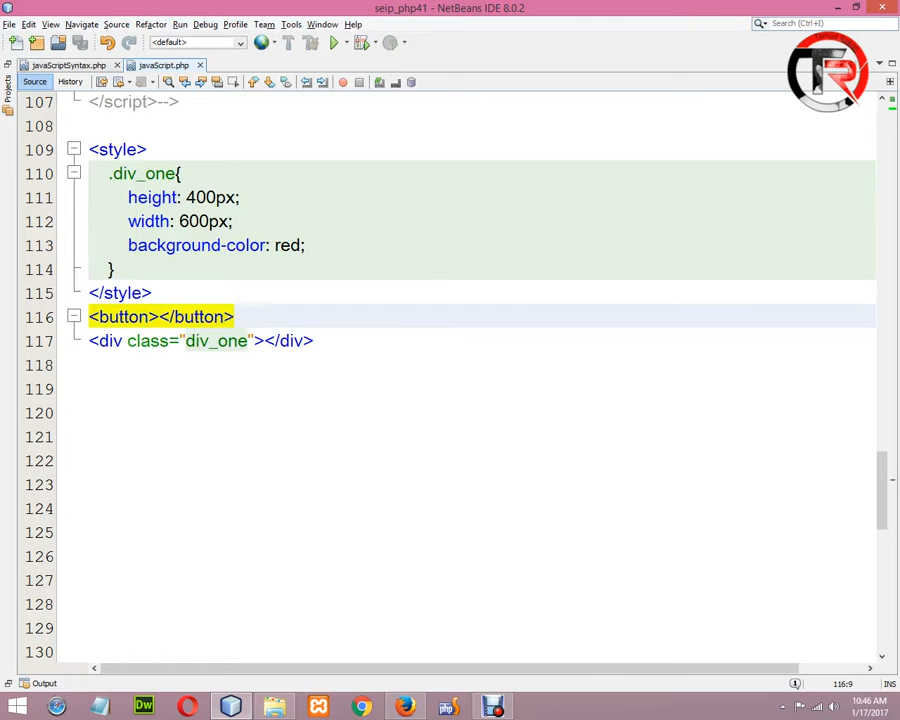 seip_php41 - NetBeans IDE 8.0.2
File Edit View Navigate Source Refactor Run Debug Profile Team Tools Window Help
Search (Ctrl+I)
<default>
javaScriptSyntax.php
javaScript.php
Source History
Projects
TR
107 </script>-->
108
109 <style>
110 .div_one{
111 height: 400px;
112 width: 600px;
113 background-color: red;
114 }
115 </style>
116 <button></button>
117 <div class="div_one"></div>
118
119
120
121
122
123
124
125
126
127
128
129
130
Output
116:9
INS
Dw
10:46 AM
1/17/2017